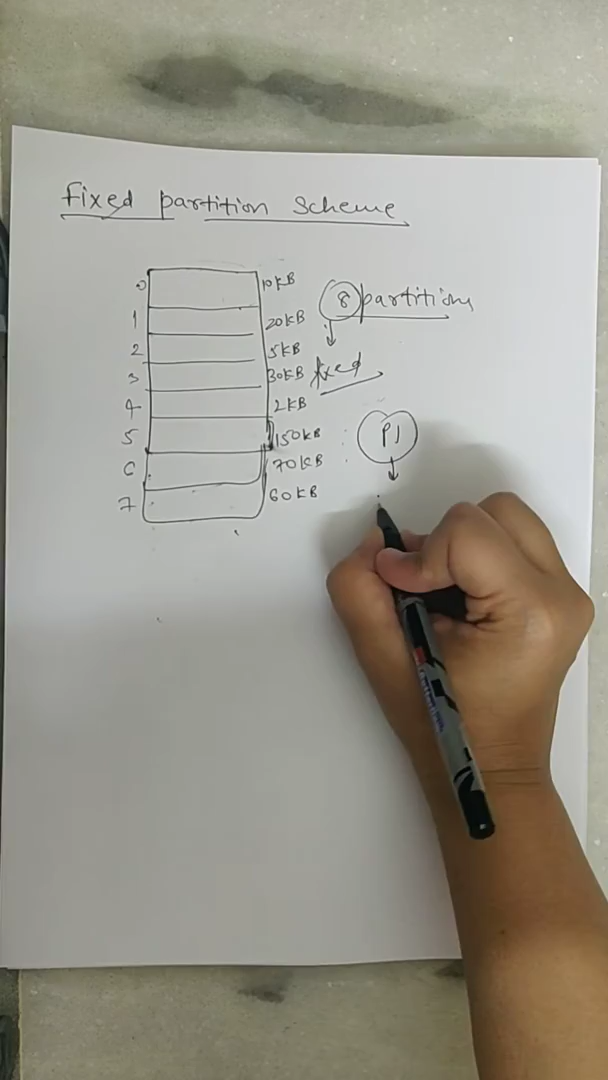 Fixed partition Scheme
0 10KB
1 20KB
2 5KB
3 30KB
4 2KB
5 150KB
6 70KB
7 60KB
8 partitions
fixed
P1